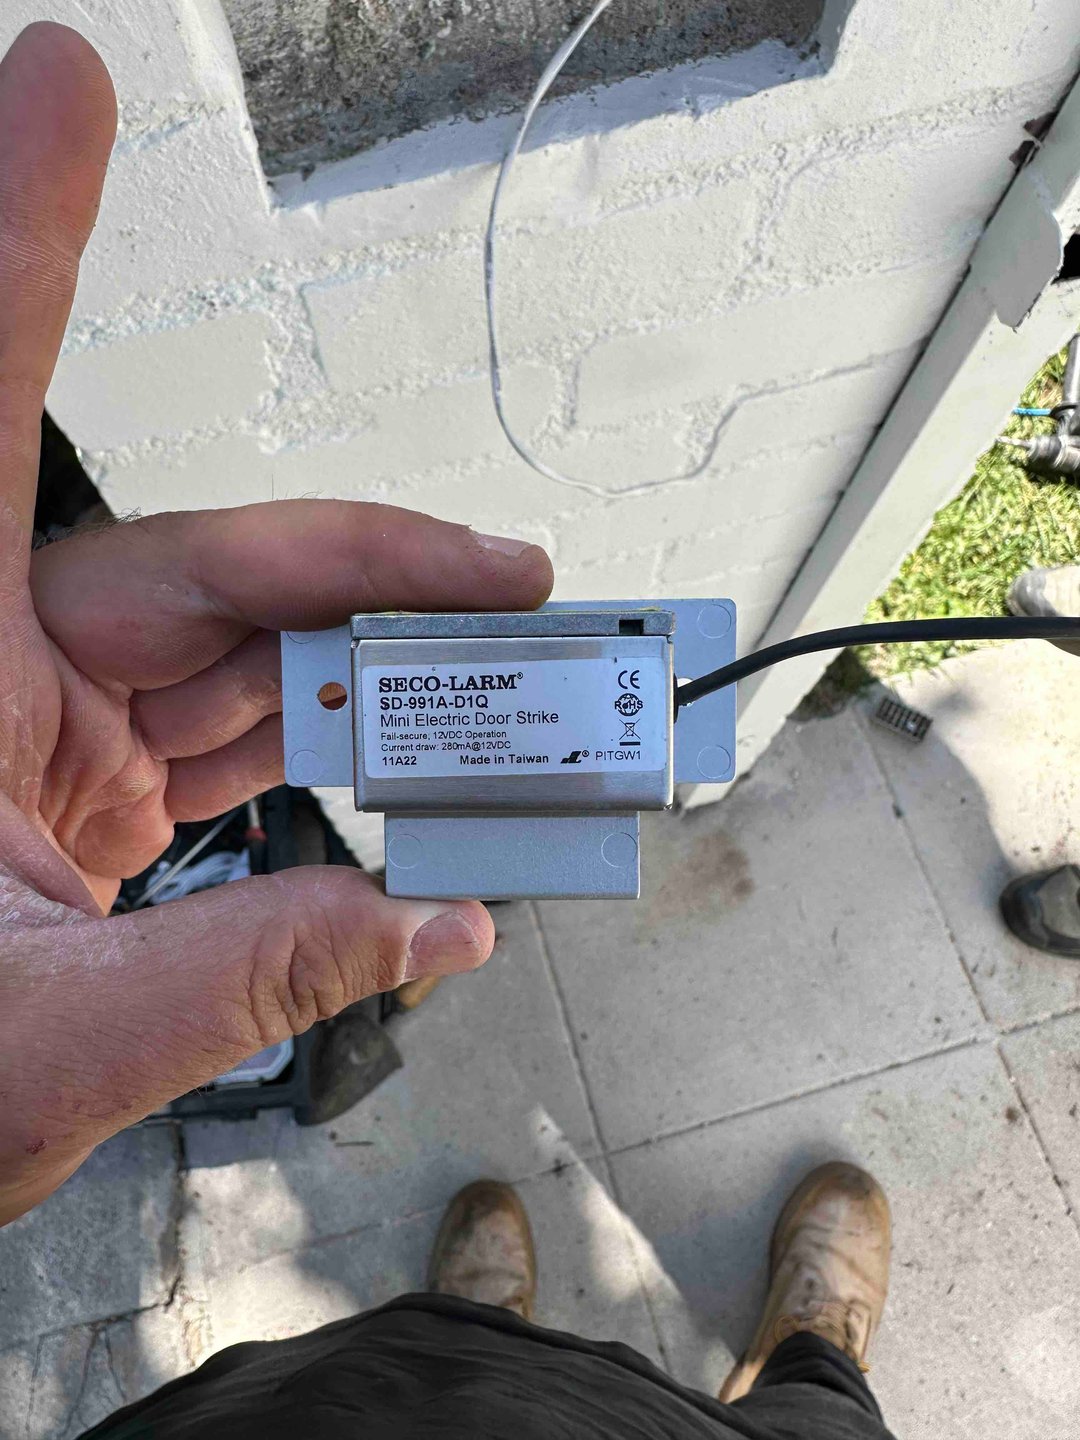 SECO-LARM®
SD-991A-D1Q
Mini Electric Door Strike
Fail-secure; 12VDC Operation
Current draw: 280mA@12VDC
11A22 Made in Taiwan ® PITGW1
CE
RoHS